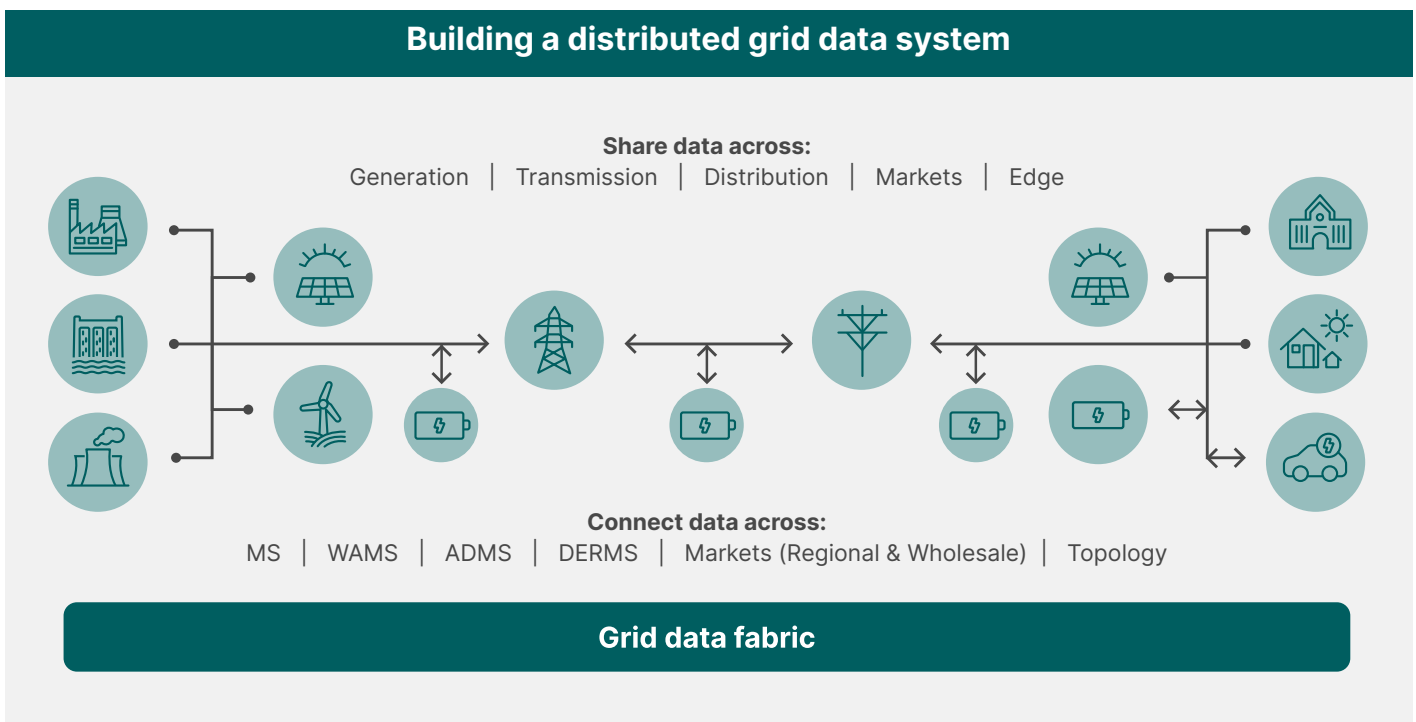 Building a distributed grid data system
Share data across:
Generation | Transmission | Distribution | Markets | Edge
Connect data across:
MS | WAMS | ADMS | DERMS | Markets (Regional & Wholesale) | Topology
Grid data fabric